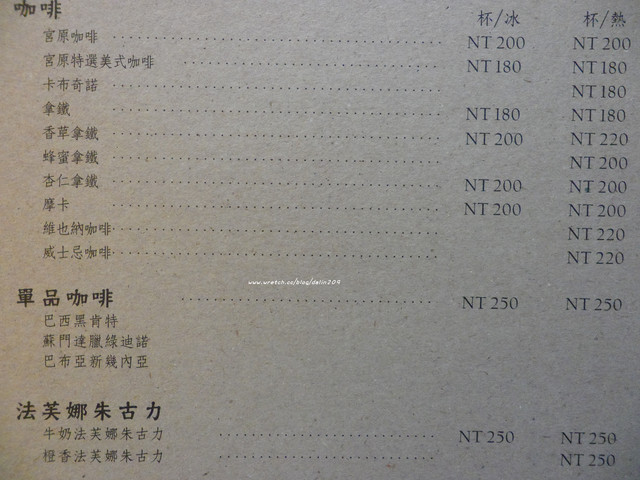 咖啡 杯/冰 杯/熱
宮原咖啡 NT 200 NT 200
宮原特選美式咖啡 NT 180 NT 180
卡布奇諾 NT 180
拿鐵 NT 180 NT 180
香草拿鐵 NT 200 NT 220
蜂蜜拿鐵 NT 200
杏仁拿鐵 NT 200 NT 200
摩卡 NT 200 NT 200
維也納咖啡 NT 220
威士忌咖啡 NT 220
www.wretch.cc/blog/dalin209
單品咖啡 NT 250 NT 250
巴西黑肯特
蘇門達臘綠迪諾
巴布亞新幾內亞
法芙娜朱古力
牛奶法芙娜朱古力 NT 250 NT 250
橙香法芙娜朱古力 NT 250